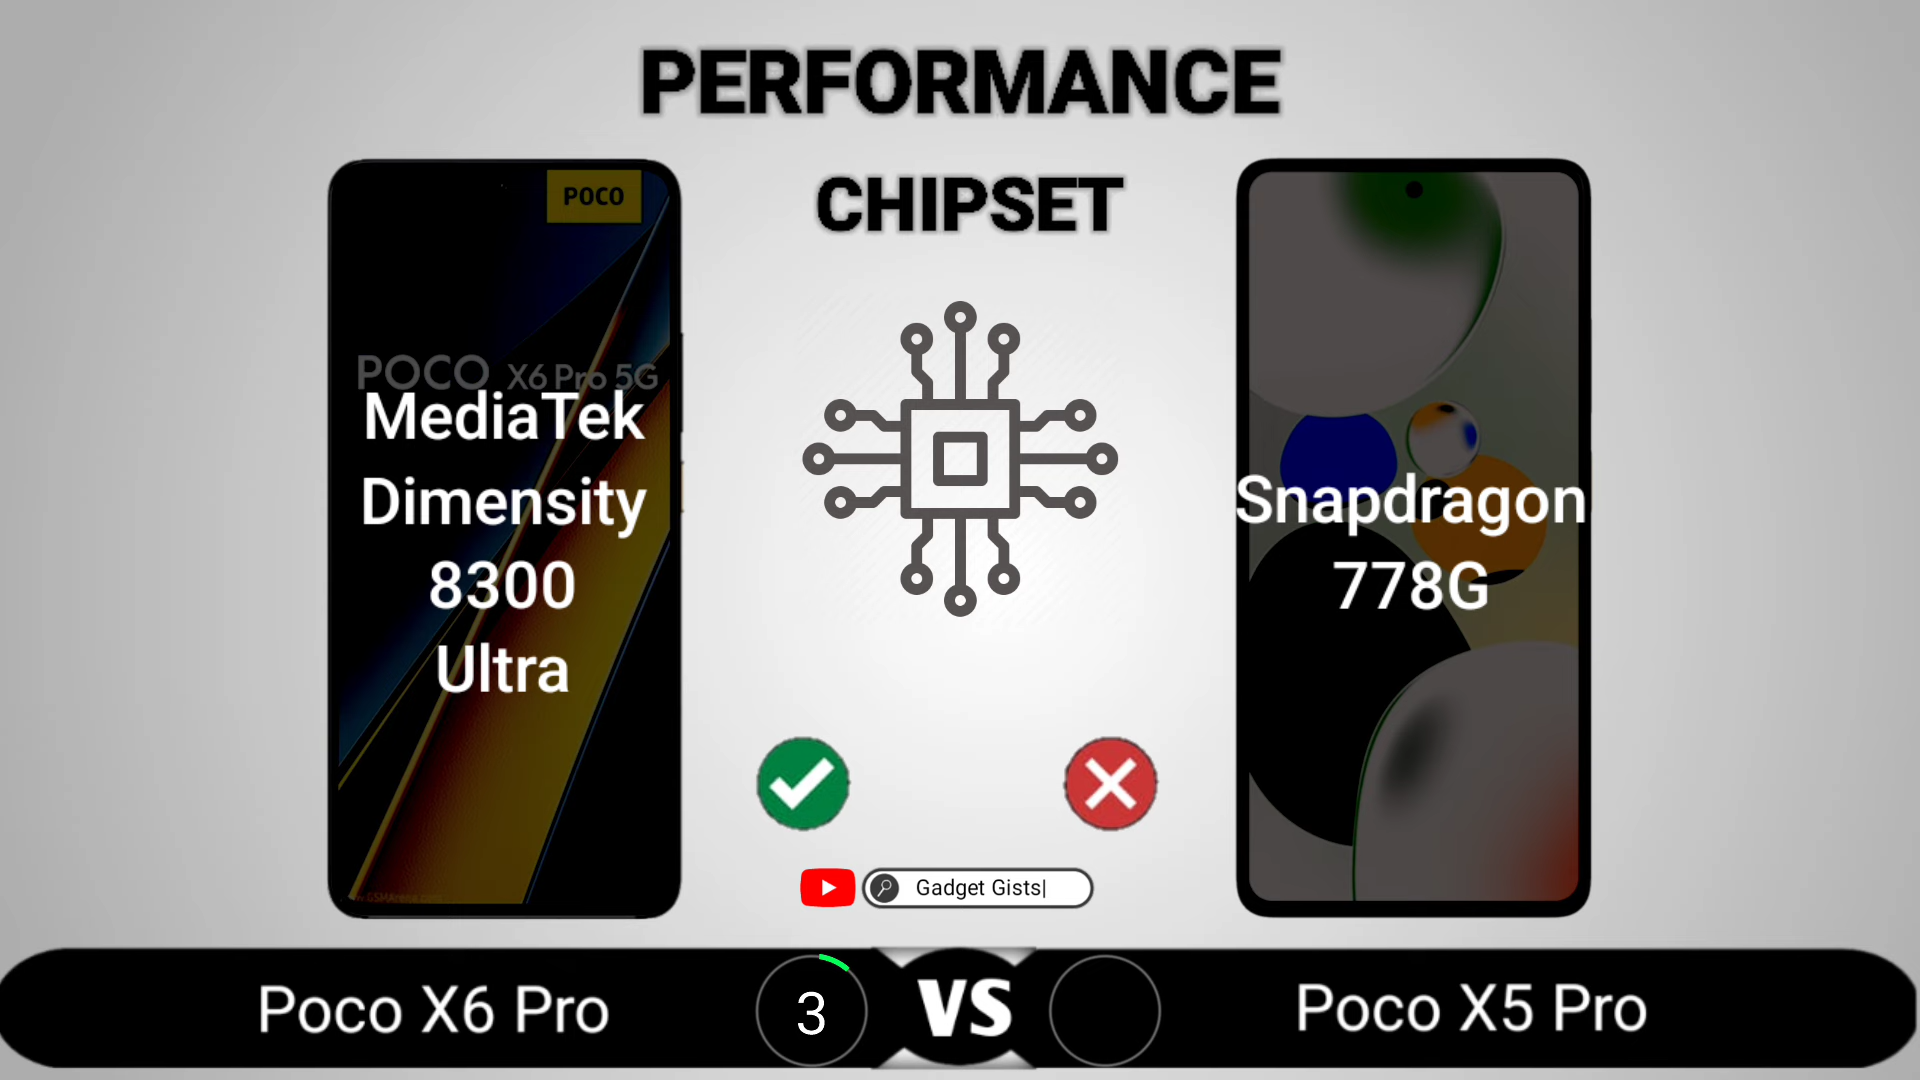 PERFORMANCE
CHIPSET
POCO
POCO X6 Pro 5G
MediaTek
Dimensity
8300
Ultra
Snapdragon
778G
Gadget Gists|
Poco X6 Pro
3
VS
Poco X5 Pro